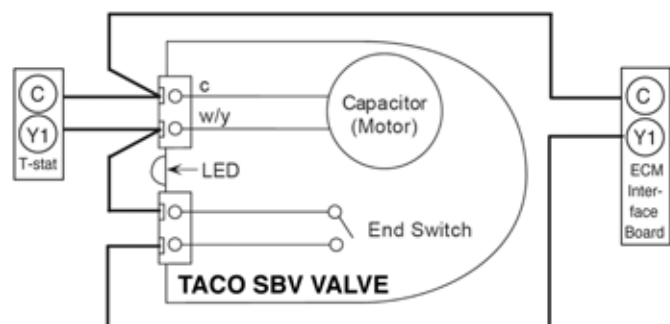 c
C
Y1
T-stat
w/y
Capacitor
(Motor)
LED
End Switch
TACO SBV VALVE
C
Y1
ECM
Inter-
face
Board